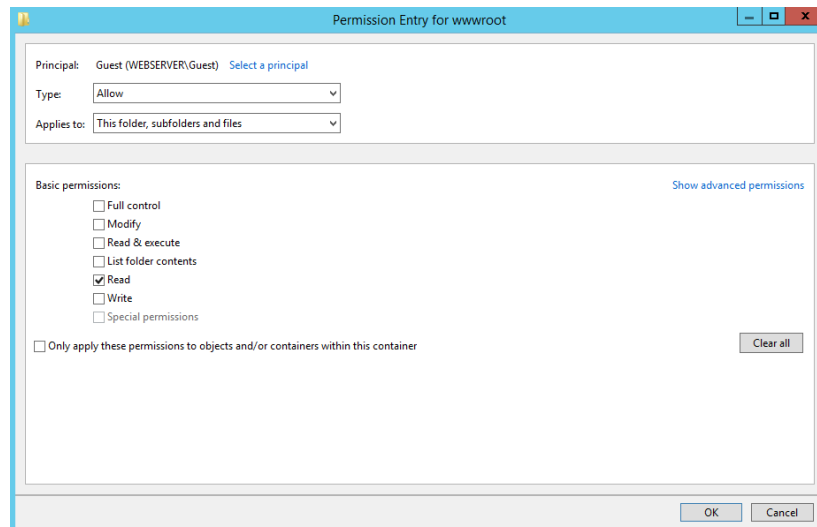 Permission Entry for wwwroot
Principal: Guest (WEBSERVER\Guest) Select a principal
Type: Allow
Applies to: This folder, subfolders and files
Basic permissions: Show advanced permissions
Full control
Modify
Read & execute
List folder contents
Read
Write
Special permissions
Only apply these permissions to objects and/or containers within this container
Clear all
OK Cancel